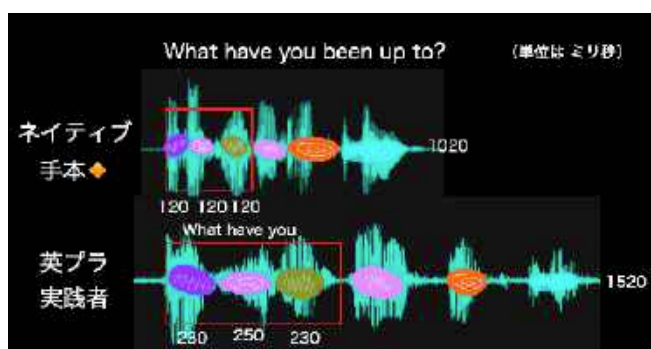 What have you been up to?
(単位は ミリ秒)
ネイティブ
手本🔸
1020
120 120 120
What have you
英プラ
実践者
1520
230 250 230